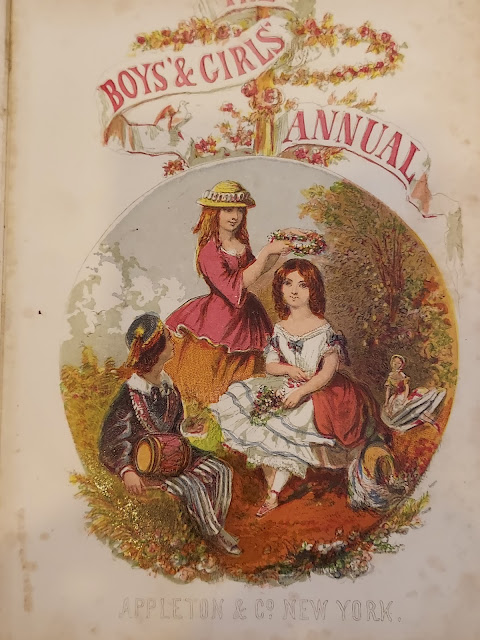 THE
BOYS' & GIRLS
ANNUAL
APPLETON & Co. NEW YORK.